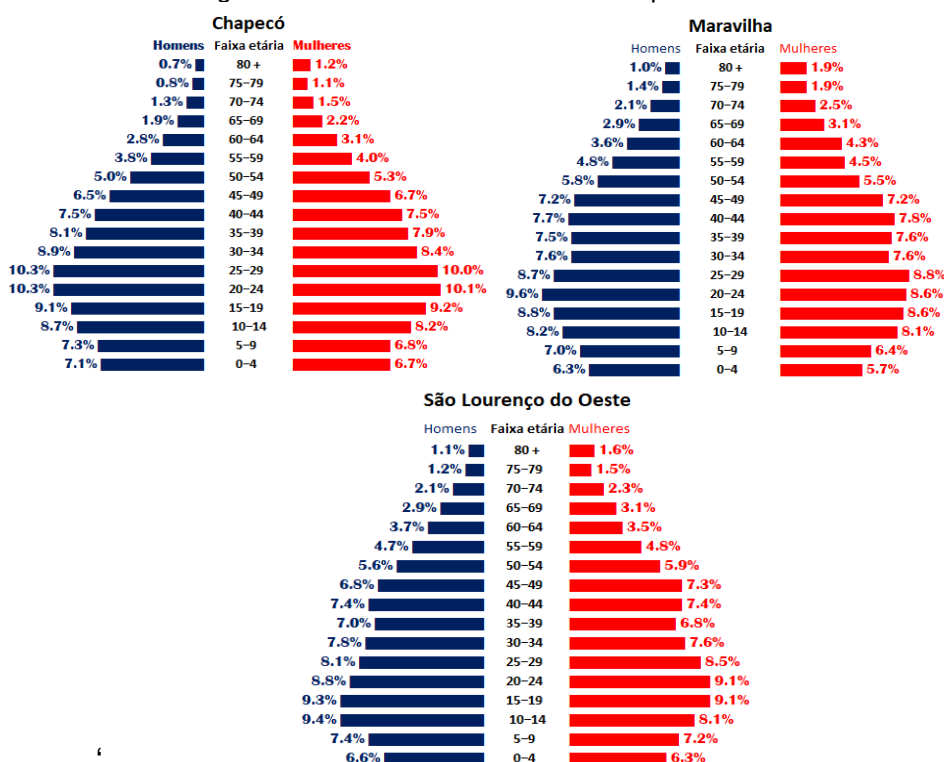 Chapecó
Homens Faixa etária Mulheres
0.7% 80 + 1.2%
0.8% 75–79 1.1%
1.3% 70–74 1.5%
1.9% 65–69 2.2%
2.8% 60–64 3.1%
3.8% 55–59 4.0%
5.0% 50–54 5.3%
6.5% 45–49 6.7%
7.5% 40–44 7.5%
8.1% 35–39 7.9%
8.9% 30–34 8.4%
10.3% 25–29 10.0%
10.3% 20–24 10.1%
9.1% 15–19 9.2%
8.7% 10–14 8.2%
7.3% 5–9 6.8%
7.1% 0–4 6.7%
Maravilha
Homens Faixa etária Mulheres
1.0% 80 + 1.9%
1.4% 75–79 1.9%
2.1% 70–74 2.5%
2.9% 65–69 3.1%
3.6% 60–64 4.3%
4.8% 55–59 4.5%
5.8% 50–54 5.5%
7.2% 45–49 7.2%
7.7% 40–44 7.8%
7.5% 35–39 7.6%
7.6% 30–34 7.6%
8.7% 25–29 8.8%
9.6% 20–24 8.6%
8.8% 15–19 8.6%
8.2% 10–14 8.1%
7.0% 5–9 6.4%
6.3% 0–4 5.7%
São Lourenço do Oeste
Homens Faixa etária Mulheres
1.1% 80 + 1.6%
1.2% 75–79 1.5%
2.1% 70–74 2.3%
2.9% 65–69 3.1%
3.7% 60–64 3.5%
4.7% 55–59 4.8%
5.6% 50–54 5.9%
6.8% 45–49 7.3%
7.4% 40–44 7.4%
7.0% 35–39 6.8%
7.8% 30–34 7.6%
8.1% 25–29 8.5%
8.8% 20–24 9.1%
9.3% 15–19 9.1%
9.4% 10–14 8.1%
7.4% 5–9 7.2%
6.6% 0–4 6.3%
‘